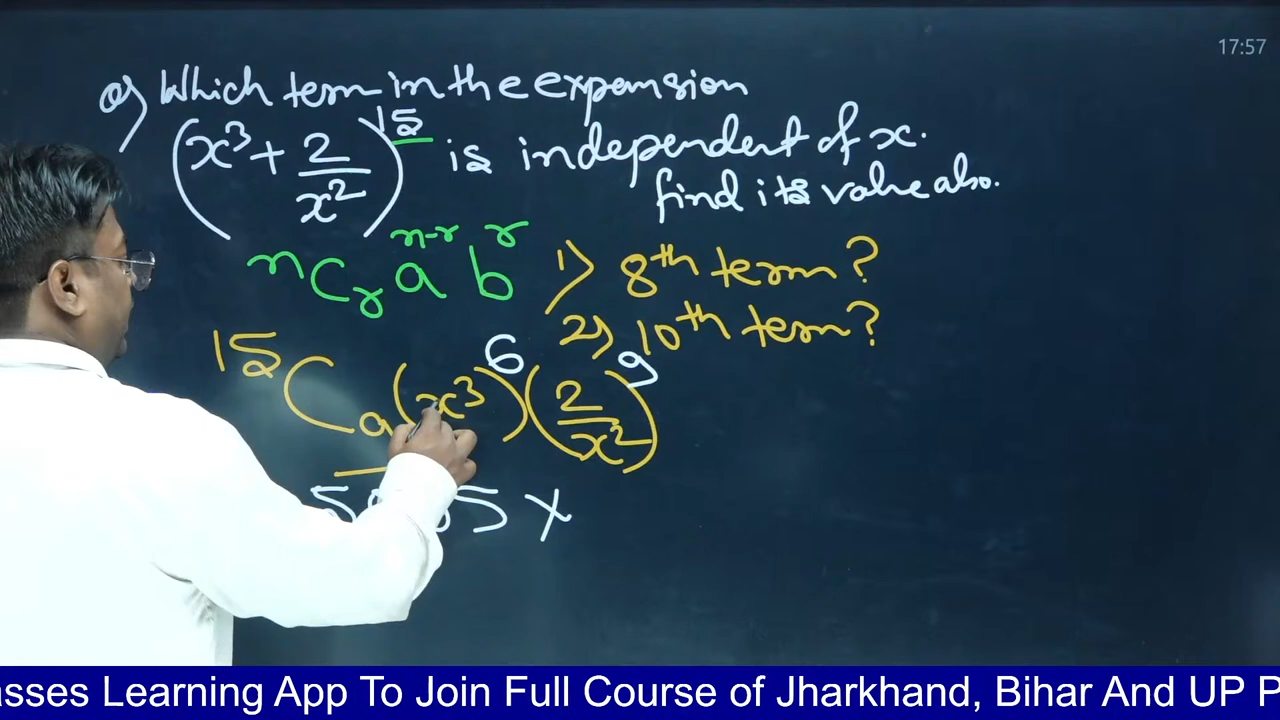 17:57
Q) Which term in the expansion
(x³ + 2/x²)¹⁵ is independent of x.
find its value also.
ⁿCᵣ aⁿ⁻ʳ bʳ
1) 8th term?
2) 10th term?
¹⁵C₉ (x³)⁶ (2/x²)⁹
5 5 x
asses Learning App To Join Full Course of Jharkhand, Bihar And UP P